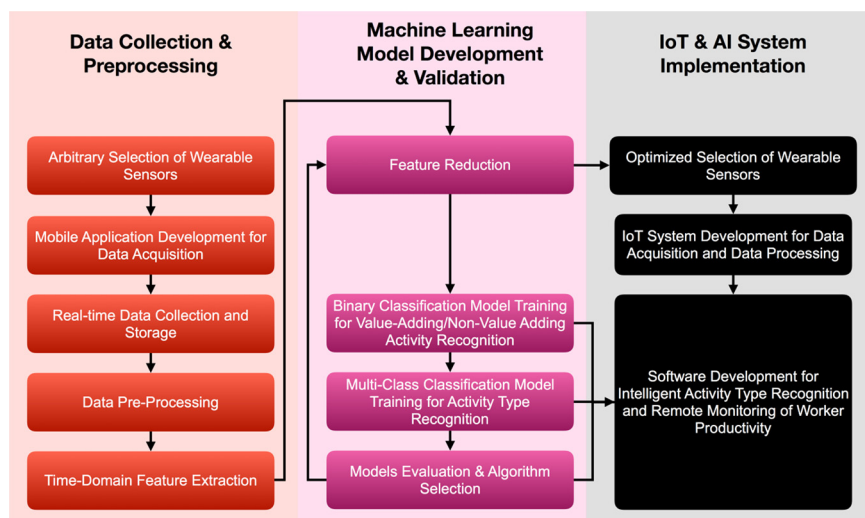 Data Collection &
Preprocessing
Arbitrary Selection of Wearable
Sensors
Mobile Application Development for
Data Acquisition
Real-time Data Collection and
Storage
Data Pre-Processing
Time-Domain Feature Extraction
Machine Learning
Model Development
& Validation
Feature Reduction
Binary Classification Model Training
for Value-Adding/Non-Value Adding
Activity Recognition
Multi-Class Classification Model
Training for Activity Type
Recognition
Models Evaluation & Algorithm
Selection
IoT & AI System
Implementation
Optimized Selection of Wearable
Sensors
IoT System Development for Data
Acquisition and Data Processing
Software Development for
Intelligent Activity Type Recognition
and Remote Monitoring of Worker
Productivity